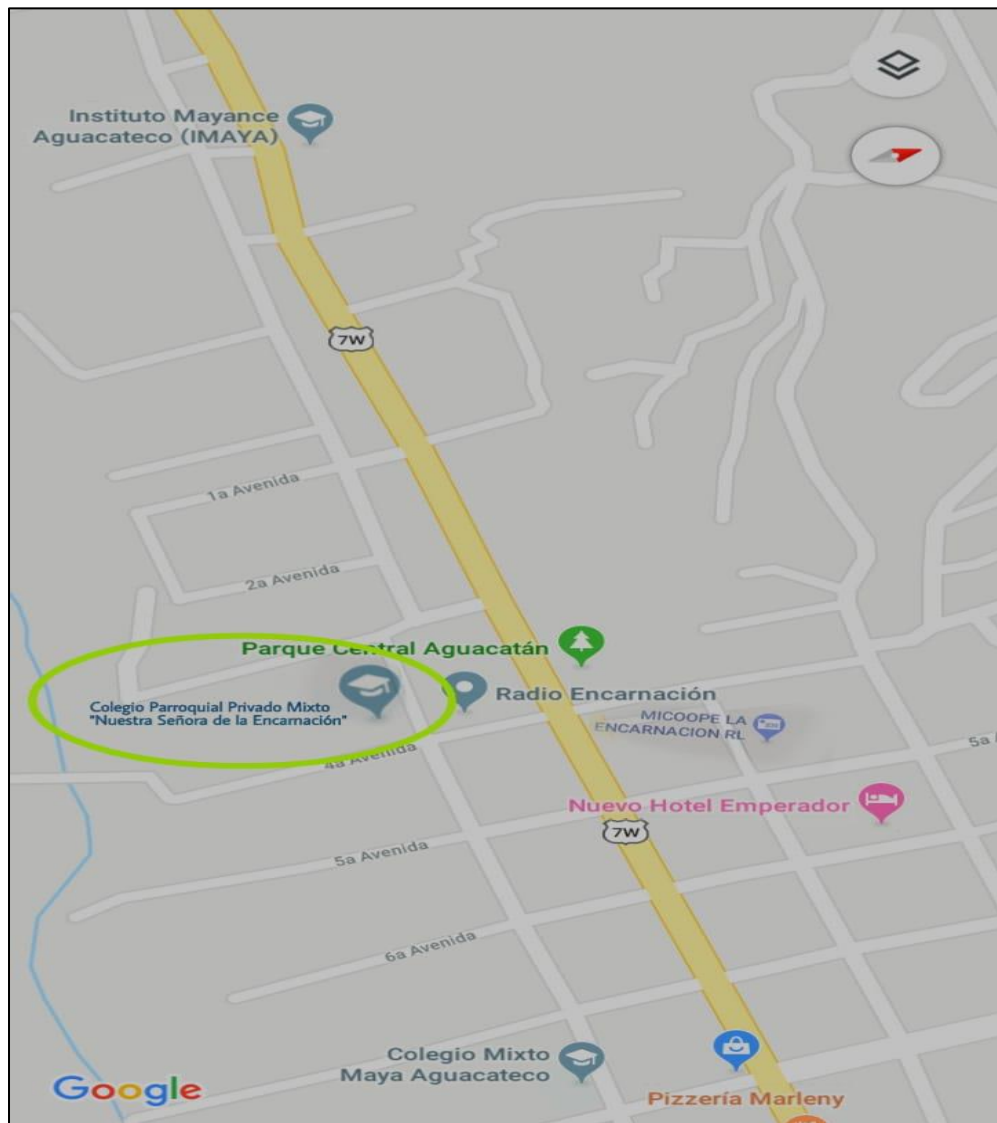 Instituto Mayance
Aguacateco (IMAYA)
7W
1a Avenida
2a Avenida
Parque Central Aguacatán
Colegio Parroquial Privado Mixto
"Nuestra Señora de la Encarnación"
Radio Encarnación
MICOOPE LA
ENCARNACION RL
4a Avenida
5a A
Nuevo Hotel Emperador
7W
5a Avenida
6a Avenida
Colegio Mixto
Maya Aguacateco
Google
Pizzería Marleny